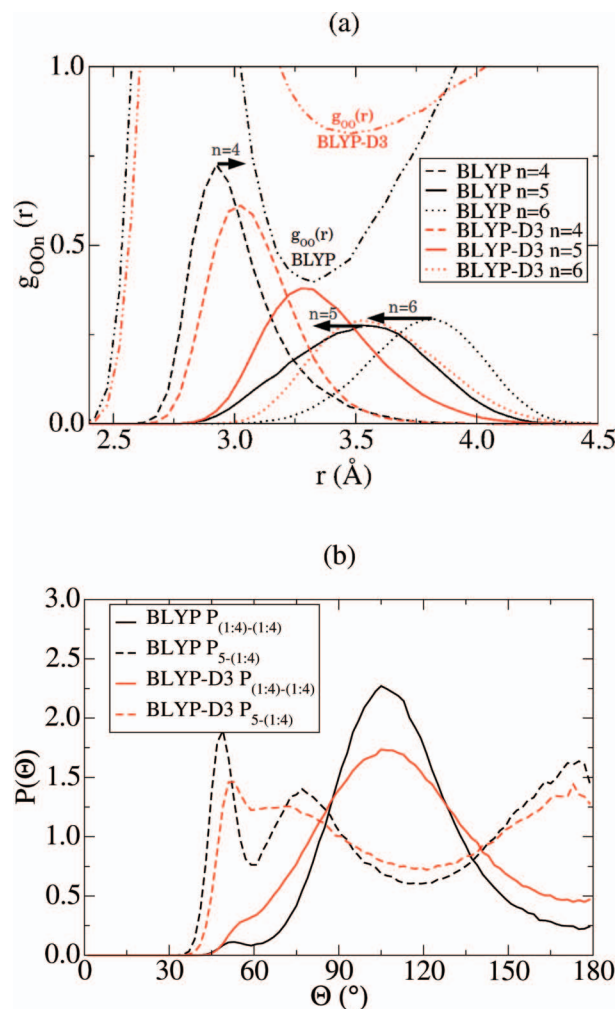 (a)
1.0
0.5
0.0
g_OOn (r)
n=4
g_OO(r)
BLYP-D3
g_OO(r)
BLYP
n=5
n=6
BLYP n=4
BLYP n=5
BLYP n=6
BLYP-D3 n=4
BLYP-D3 n=5
BLYP-D3 n=6
2.5 3.0 3.5 4.0 4.5
r (Å)
(b)
3.0
2.5
2.0
1.5
1.0
0.5
0.0
P(Θ)
BLYP P_(1:4)-(1:4)
BLYP P_5-(1:4)
BLYP-D3 P_(1:4)-(1:4)
BLYP-D3 P_5-(1:4)
0 30 60 90 120 150 180
Θ (°)